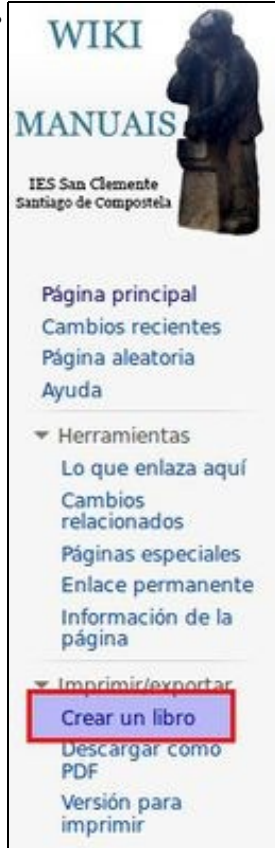 WIKI
MANUAIS
IES San Clemente
Santiago de Compostela
Página principal
Cambios recientes
Página aleatoria
Ayuda
Herramientas
Lo que enlaza aquí
Cambios
relacionados
Páginas especiales
Enlace permanente
Información de la
página
Imprimir/exportar
Crear un libro
Descargar como
PDF
Versión para
imprimir